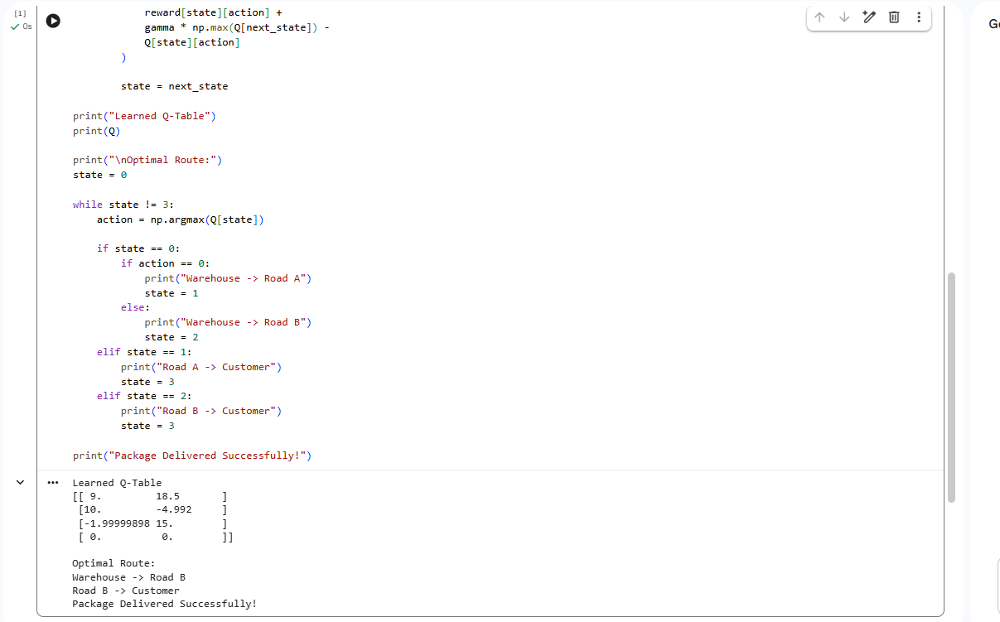 [1]
0s
reward[state][action] +
gamma * np.max(Q[next_state]) -
Q[state][action]
)
state = next_state
print("Learned Q-Table")
print(Q)
print("\nOptimal Route:")
state = 0
while state != 3:
action = np.argmax(Q[state])
if state == 0:
if action == 0:
print("Warehouse -> Road A")
state = 1
else:
print("Warehouse -> Road B")
state = 2
elif state == 1:
print("Road A -> Customer")
state = 3
elif state == 2:
print("Road B -> Customer")
state = 3
print("Package Delivered Successfully!")
Learned Q-Table
[[ 9. 18.5 ]
[10. -4.992 ]
[-1.99999898 15. ]
[ 0. 0. ]]
Optimal Route:
Warehouse -> Road B
Road B -> Customer
Package Delivered Successfully!